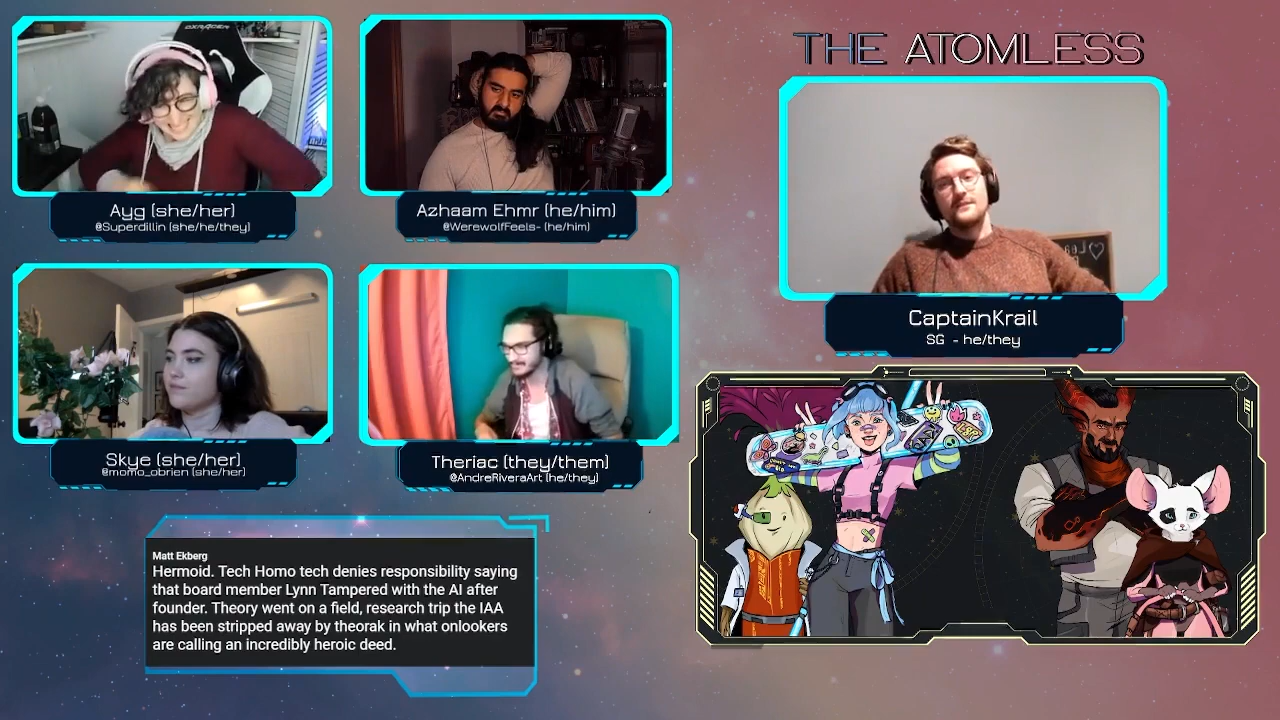 DXRACER
THE ATOMLESS
Ayg (she/her)
@Superdillin (she/he/they)
Azhaam Ehmr (he/him)
@WerewolfFeels- (he/him)
CaptainKrail
SG - he/they
Skye (she/her)
@momo_obrien (she/her)
Theriac (they/them)
@AndreRiveraArt (he/they)
Matt Ekberg
Hermoid. Tech Homo tech denies responsibility saying
that board member Lynn Tampered with the AI after
founder. Theory went on a field, research trip the IAA
has been stripped away by theorak in what onlookers
are calling an incredibly heroic deed.